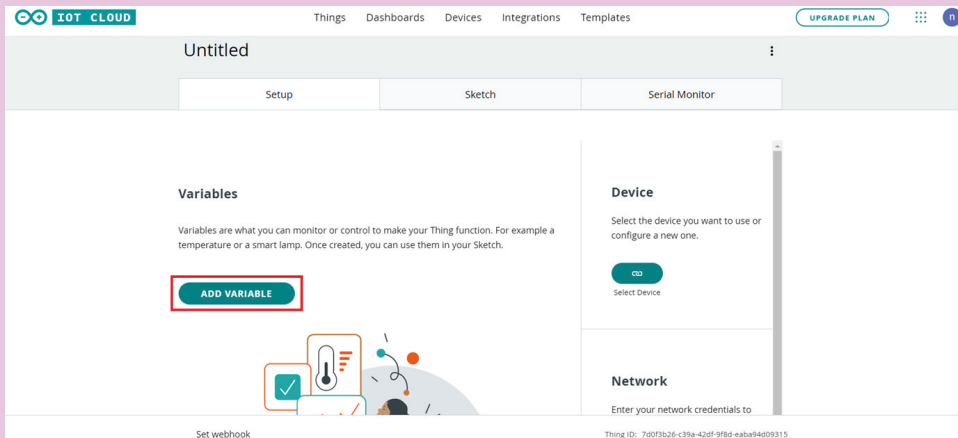 IOT CLOUD
Things Dashboards Devices Integrations Templates
UPGRADE PLAN
n
Untitled
Setup Sketch Serial Monitor
Variables
Variables are what you can monitor or control to make your Thing function. For example a
temperature or a smart lamp. Once created, you can use them in your Sketch.
ADD VARIABLE
Device
Select the device you want to use or
configure a new one.
Select Device
Network
Enter your network credentials to
Set webhook
Thing ID: 7d0f3b26-c39a-42df-9f8d-eaba94d09315